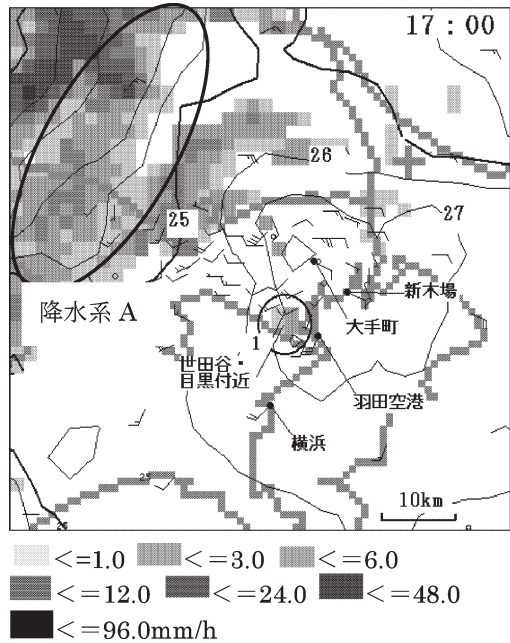 17：00
26
27
25
降水系 A
新木場
大手町
1
世田谷・
目黒付近
羽田空港
横浜
10km
25
26
<=1.0 <=3.0 <=6.0
<=12.0 <=24.0 <=48.0
<=96.0mm/h